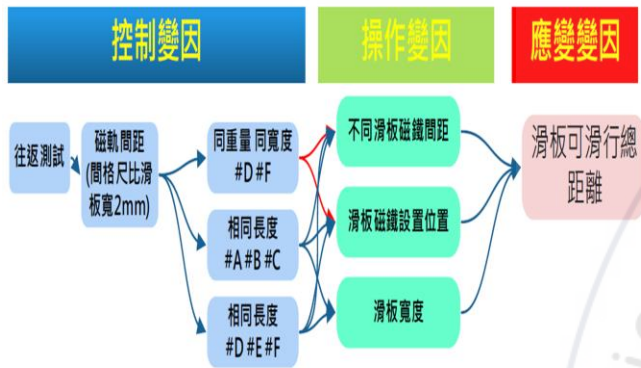 控制變因
操作變因
應變變因
往返測試
磁軌間距
(間格尺比滑
板寬2mm)
同重量 同寬度
#D #F
相同長度
#A #B #C
相同長度
#D #E #F
不同滑板磁鐵間距
滑板磁鐵設置位置
滑板寬度
滑板可滑行總
距離